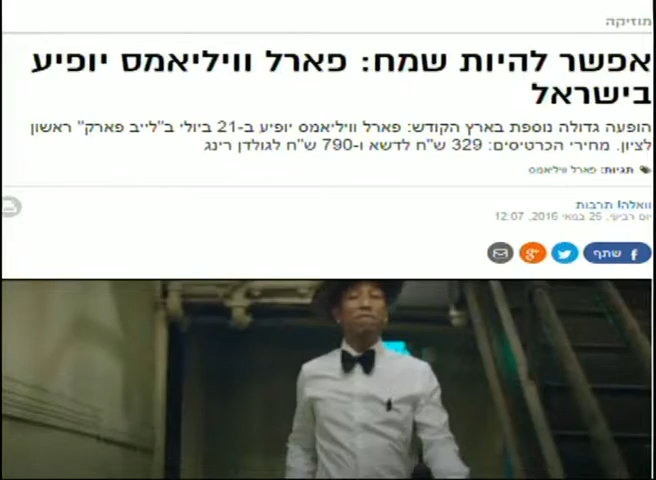 מוזיקה
אפשר להיות שמח: פארל וויליאמס יופיע
בישראל
הופעה גדולה נוספת בארץ הקודש: פארל וויליאמס יופיע ב-21 ביולי ב"לייב פארק" ראשון
לציון. מחירי הכרטיסים: 329 ש"ח לדשא ו-790 ש"ח לגולדן רינג
תגיות: פארל וויליאמס
וואלה! תרבות
יום רביעי, 25 במאי 2016, 12:07
שתף